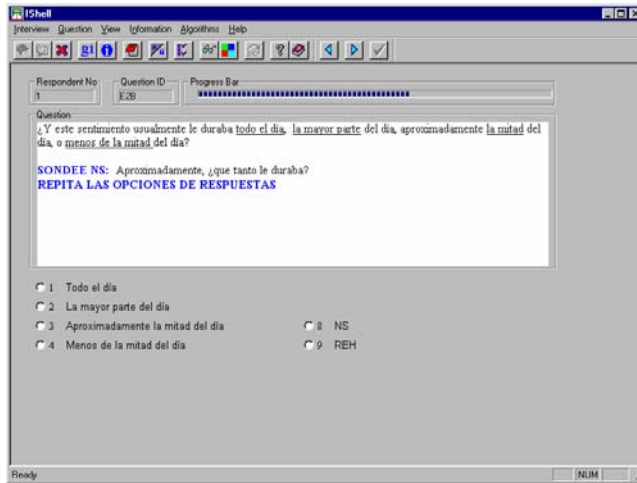 IShell
Interview Question View Information Algorithms Help
Respondent No
Question ID
Progress Bar
1
E2B
Question
¿Y este sentimiento usualmente le duraba todo el día, la mayor parte del día, aproximadamente la mitad del
día, o menos de la mitad del día?
SONDEE NS: Aproximadamente, ¿que tanto le duraba?
REPITA LAS OPCIONES DE RESPUESTAS
1 Todo el día
2 La mayor parte del día
3 Aproximadamente la mitad del día
8 NS
4 Menos de la mitad del día
9 REH
Ready
NUM